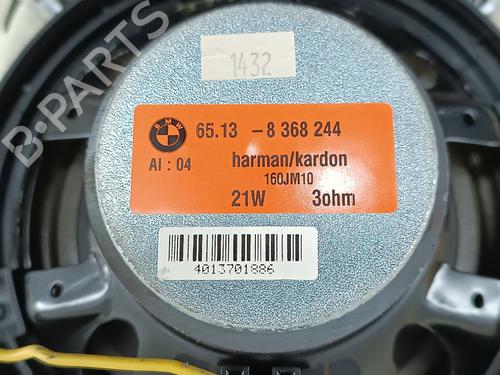 B-PARTS
1432
BMW
65.13 - 8 368 244
AI : 04
harman/kardon
160JM10
21W 3ohm
4013701886